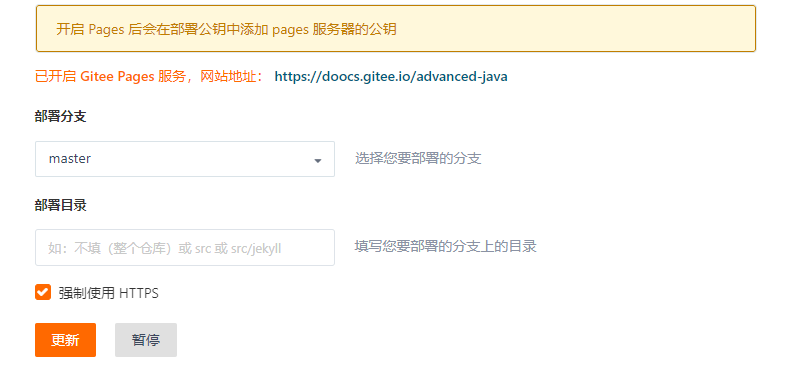 开启 Pages 后会在部署公钥中添加 pages 服务器的公钥
已开启 Gitee Pages 服务，网站地址： https://doocs.gitee.io/advanced-java
部署分支
master 选择您要部署的分支
部署目录
如：不填（整个仓库）或 src 或 src/jekyll 填写您要部署的分支上的目录
强制使用 HTTPS
更新 暂停